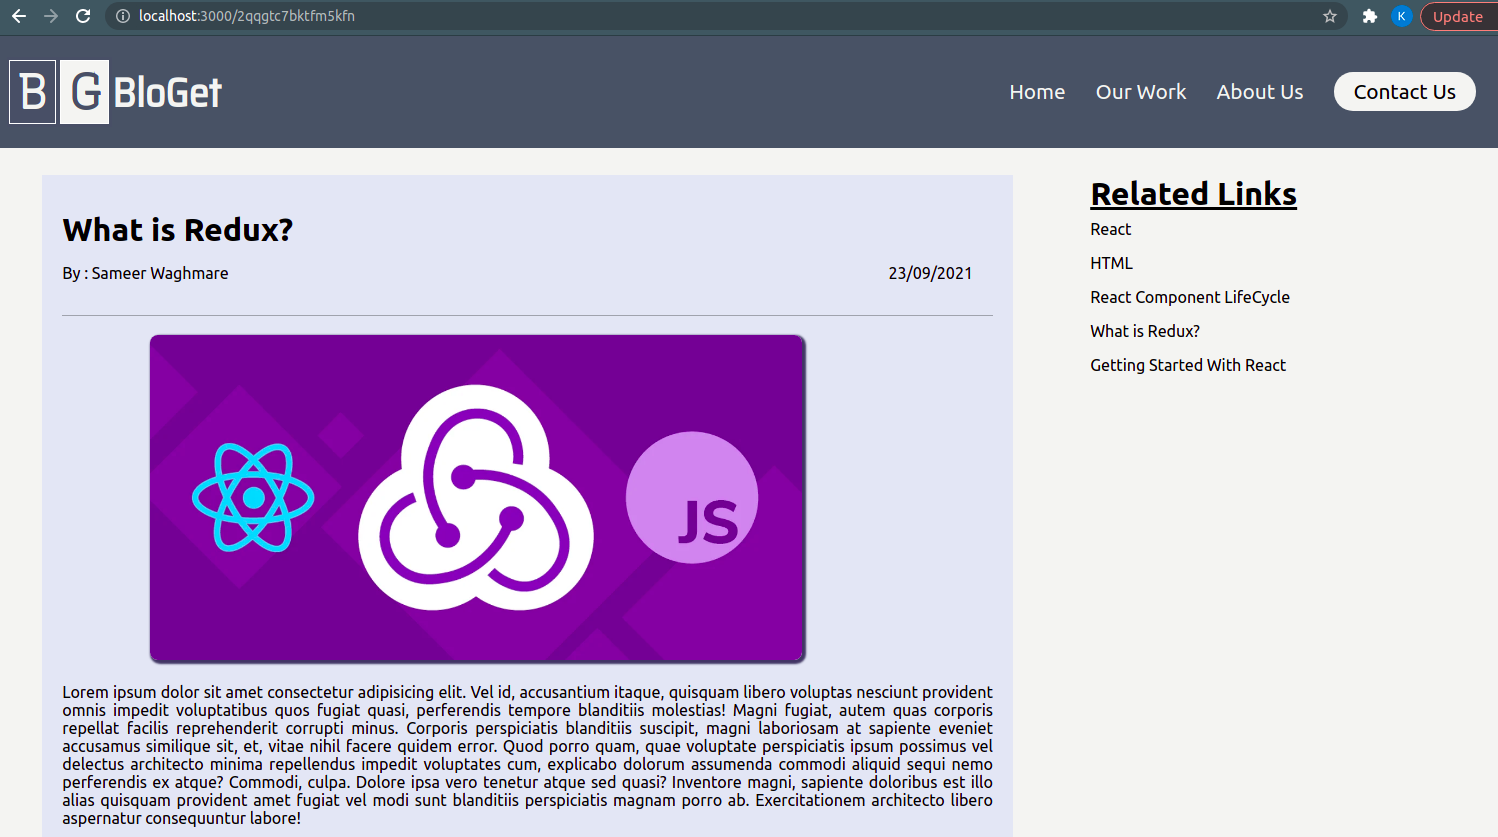 localhost:3000/2qqgtc7bktfm5kfn
K
Update
B G BloGet
Home
Our Work
About Us
Contact Us
What is Redux?
By : Sameer Waghmare
23/09/2021
JS
Lorem ipsum dolor sit amet consectetur adipisicing elit. Vel id, accusantium itaque, quisquam libero voluptas nesciunt provident
omnis impedit voluptatibus quos fugiat quasi, perferendis tempore blanditiis molestias! Magni fugiat, autem quas corporis
repellat facilis reprehenderit corrupti minus. Corporis perspiciatis blanditiis suscipit, magni laboriosam at sapiente eveniet
accusamus similique sit, et, vitae nihil facere quidem error. Quod porro quam, quae voluptate perspiciatis ipsum possimus vel
delectus architecto minima repellendus impedit voluptates cum, explicabo dolorum assumenda commodi aliquid sequi nemo
perferendis ex atque? Commodi, culpa. Dolore ipsa vero tenetur atque sed quasi? Inventore magni, sapiente doloribus est illo
alias quisquam provident amet fugiat vel modi sunt blanditiis perspiciatis magnam porro ab. Exercitationem architecto libero
aspernatur consequuntur labore!
Related Links
React
HTML
React Component LifeCycle
What is Redux?
Getting Started With React